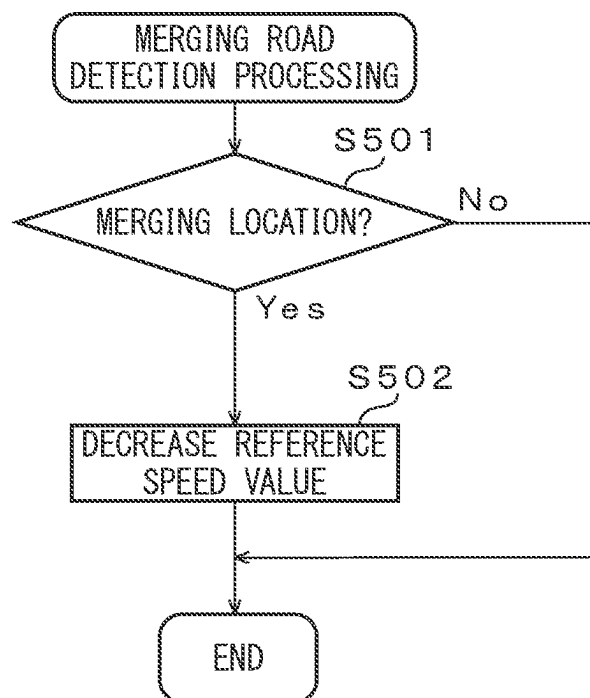 MERGING ROAD
DETECTION PROCESSING
S501
MERGING LOCATION?
No
Yes
S502
DECREASE REFERENCE
SPEED VALUE
END